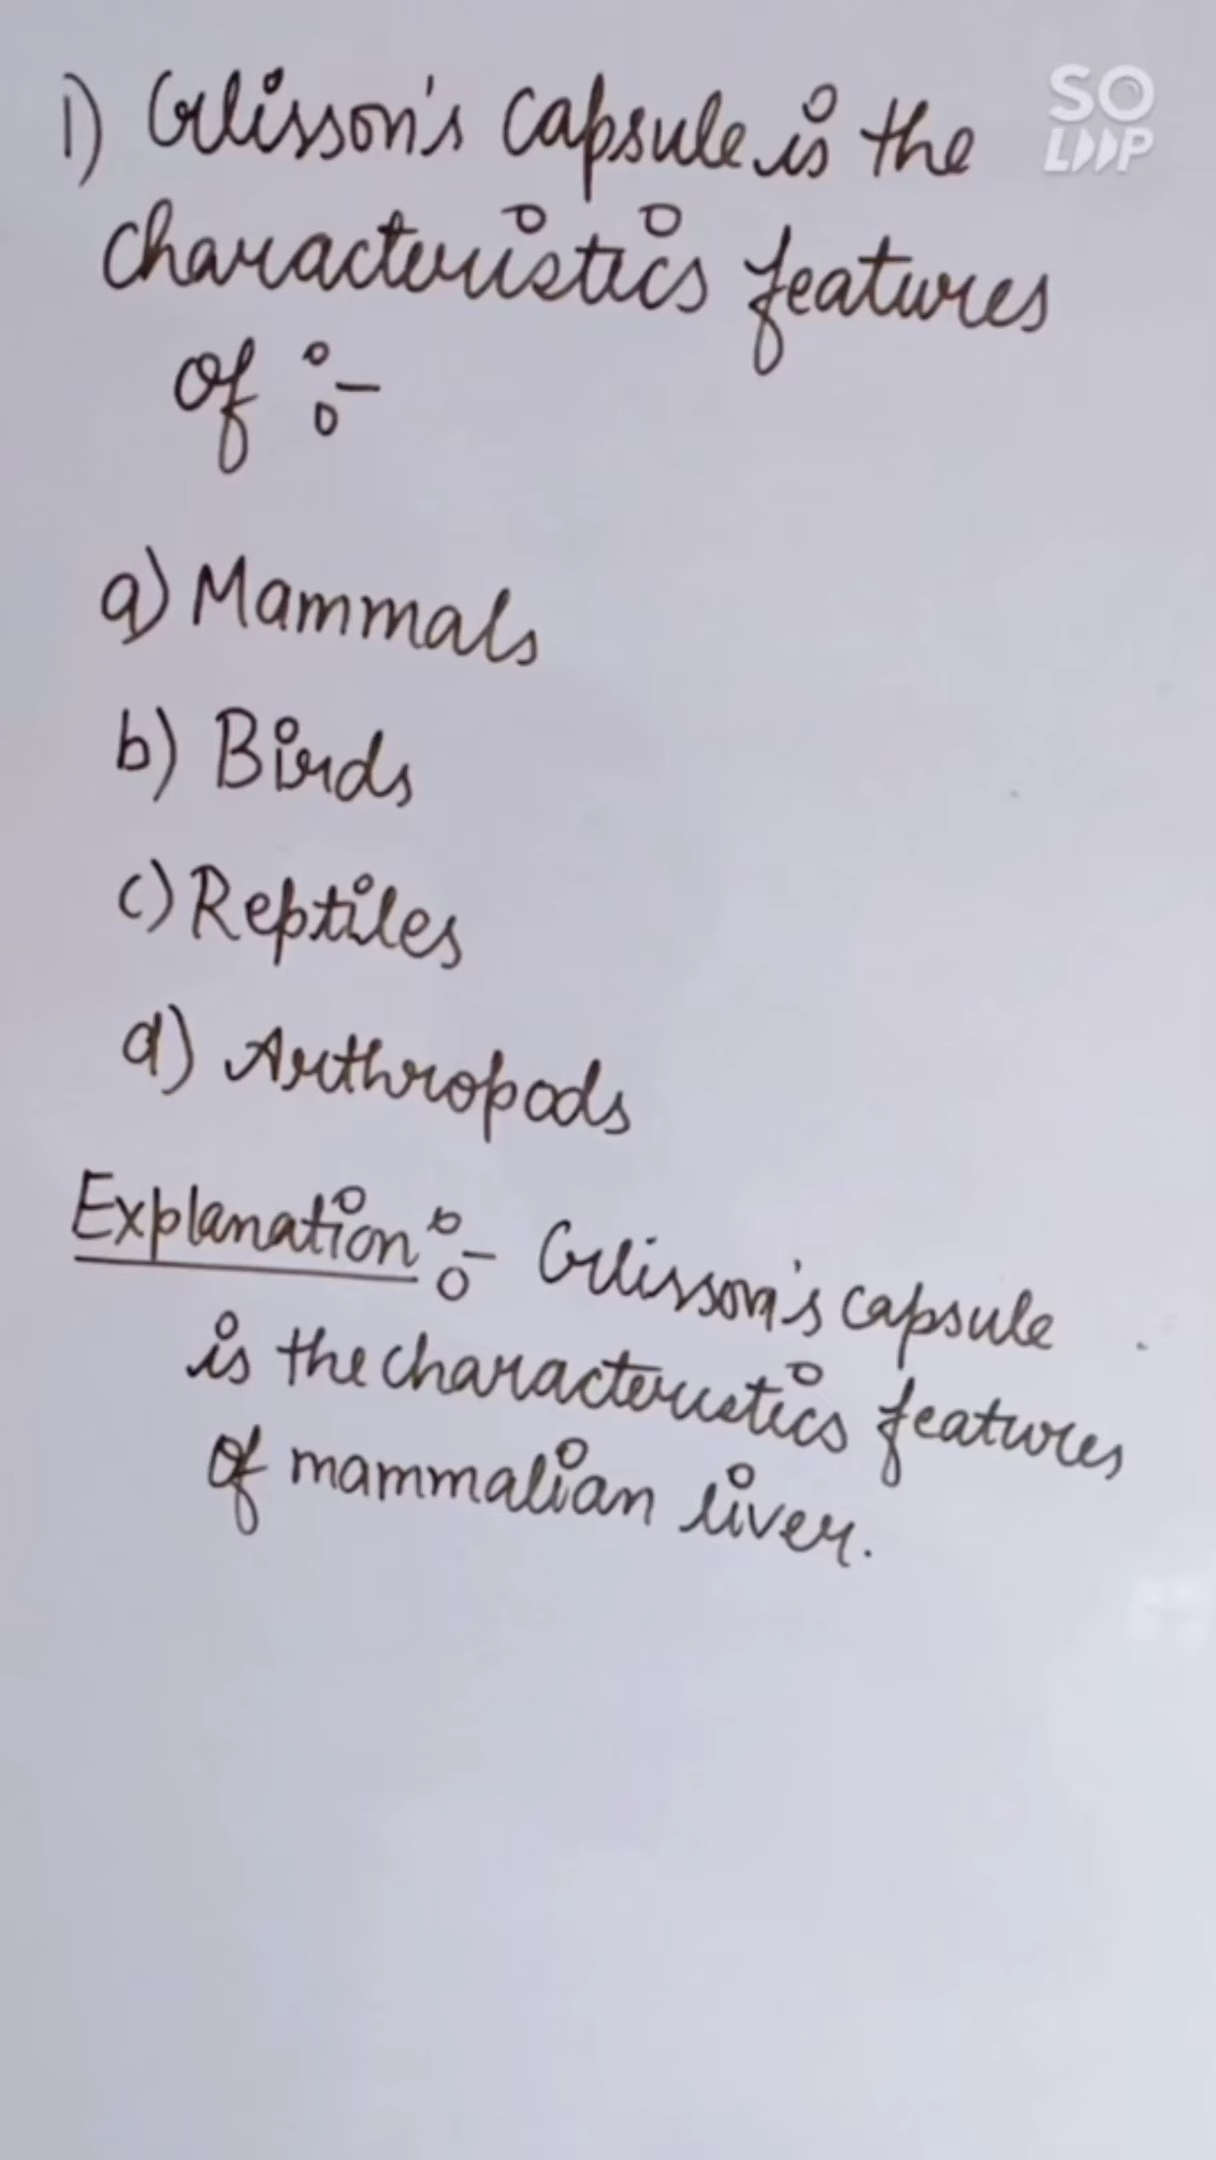 1) Glisson's capsule is the
characteristics features
of :-
a) Mammals
b) Birds
c) Reptiles
d) Arthropods
Explanation :- Glisson's capsule
is the characteristics features
of mammalian liver.
SO
LOOP